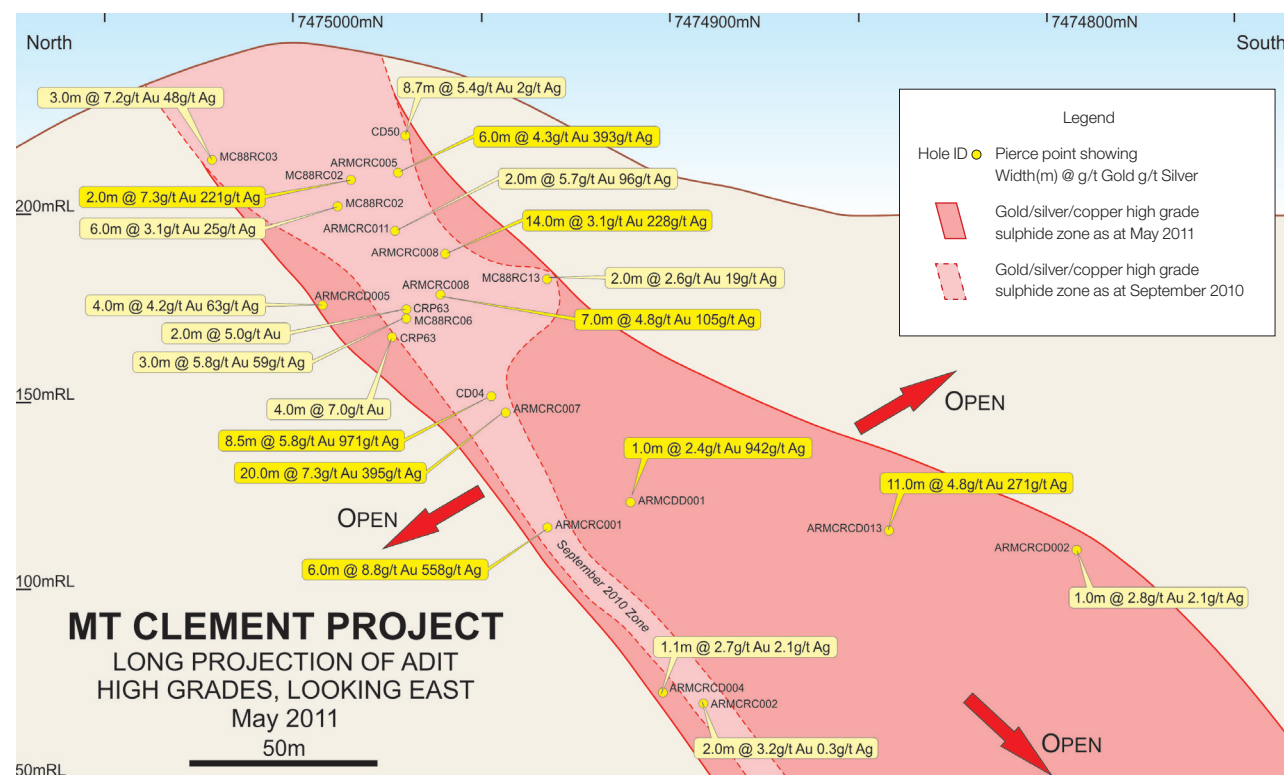 7475000mN
7474900mN
7474800mN
North
South
8.7m @ 5.4g/t Au 2g/t Ag
3.0m @ 7.2g/t Au 48g/t Ag
Legend
CD50
6.0m @ 4.3g/t Au 393g/t Ag
Hole ID
Pierce point showing
Width(m) @ g/t Gold g/t Silver
MC88RC03
ARMCRC005
MC88RC02
2.0m @ 5.7g/t Au 96g/t Ag
2.0m @ 7.3g/t Au 221g/t Ag
MC88RC02
200mRL
Gold/silver/copper high grade
sulphide zone as at May 2011
6.0m @ 3.1g/t Au 25g/t Ag
ARMCRC011
14.0m @ 3.1g/t Au 228g/t Ag
ARMCRC008
Gold/silver/copper high grade
sulphide zone as at September 2010
MC88RC13
2.0m @ 2.6g/t Au 19g/t Ag
ARMCRC008
ARMCRCD005
4.0m @ 4.2g/t Au 63g/t Ag
CRP63
MC88RC06
7.0m @ 4.8g/t Au 105g/t Ag
2.0m @ 5.0g/t Au
CRP63
3.0m @ 5.8g/t Au 59g/t Ag
150mRL
CD04
OPEN
4.0m @ 7.0g/t Au
ARMCRC007
8.5m @ 5.8g/t Au 971g/t Ag
1.0m @ 2.4g/t Au 942g/t Ag
20.0m @ 7.3g/t Au 395g/t Ag
11.0m @ 4.8g/t Au 271g/t Ag
ARMCDD001
OPEN
ARMCRC001
ARMCRCD013
ARMCRCD002
6.0m @ 8.8g/t Au 558g/t Ag
September 2010 Zone
100mRL
1.0m @ 2.8g/t Au 2.1g/t Ag
MT CLEMENT PROJECT
LONG PROJECTION OF ADIT
HIGH GRADES, LOOKING EAST
May 2011
50m
1.1m @ 2.7g/t Au 2.1g/t Ag
ARMCRCD004
ARMCRC002
2.0m @ 3.2g/t Au 0.3g/t Ag
OPEN
50mRL